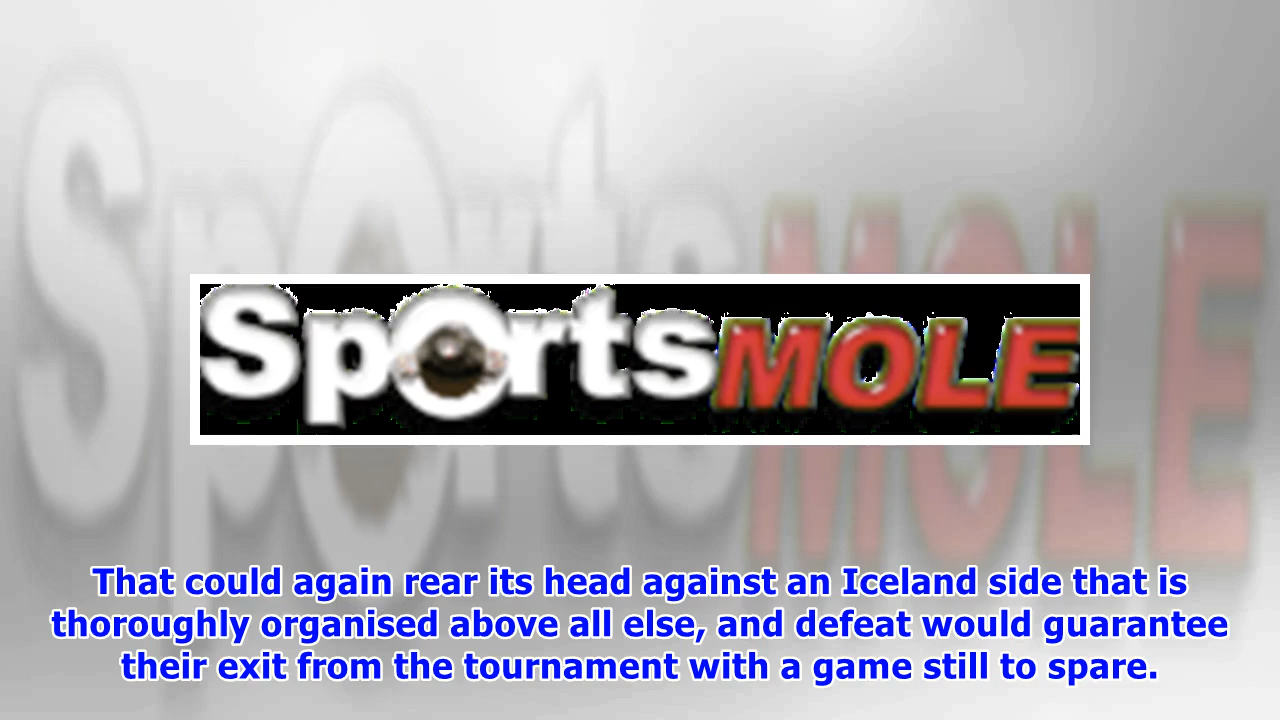 SportsMOLE
That could again rear its head against an Iceland side that is
thoroughly organised above all else, and defeat would guarantee
their exit from the tournament with a game still to spare.